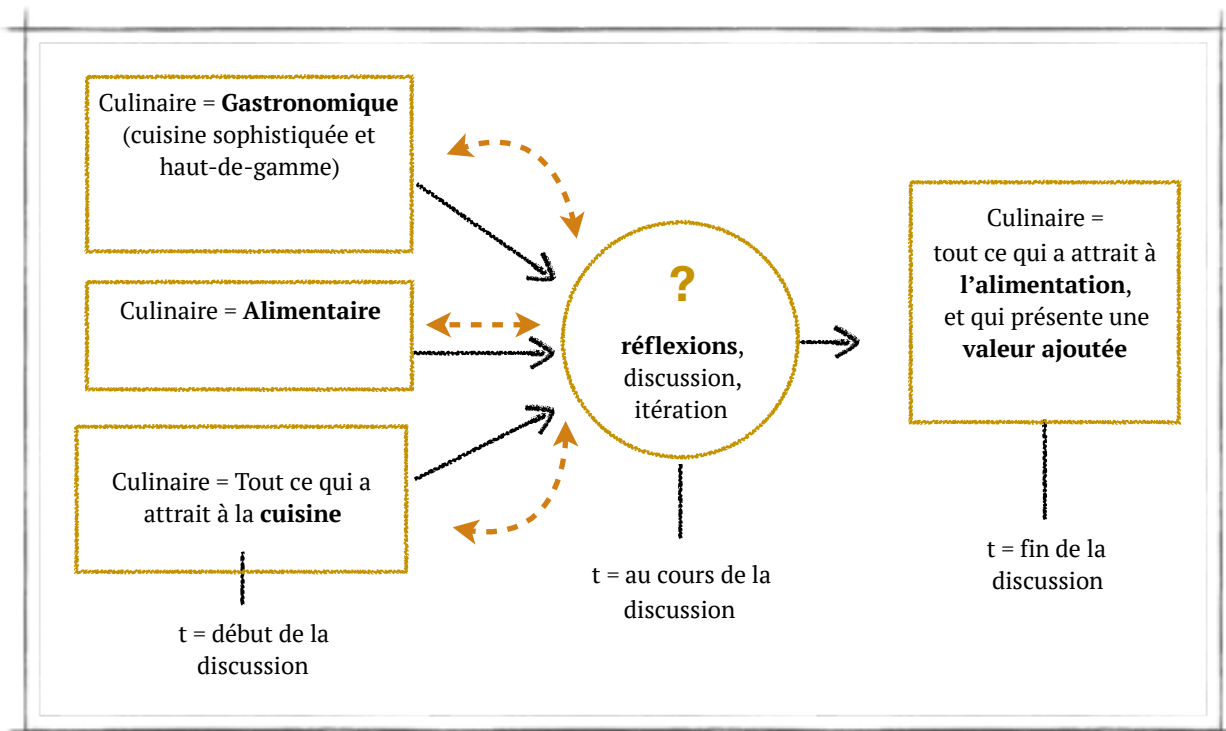 Culinaire = Gastronomique
(cuisine sophistiquée et
haut-de-gamme)
Culinaire = Alimentaire
Culinaire = Tout ce qui a
attrait à la cuisine
t = début de la
discussion
?
réflexions,
discussion,
itération
t = au cours de la
discussion
Culinaire =
tout ce qui a attrait à
l’alimentation,
et qui présente une
valeur ajoutée
t = fin de la
discussion